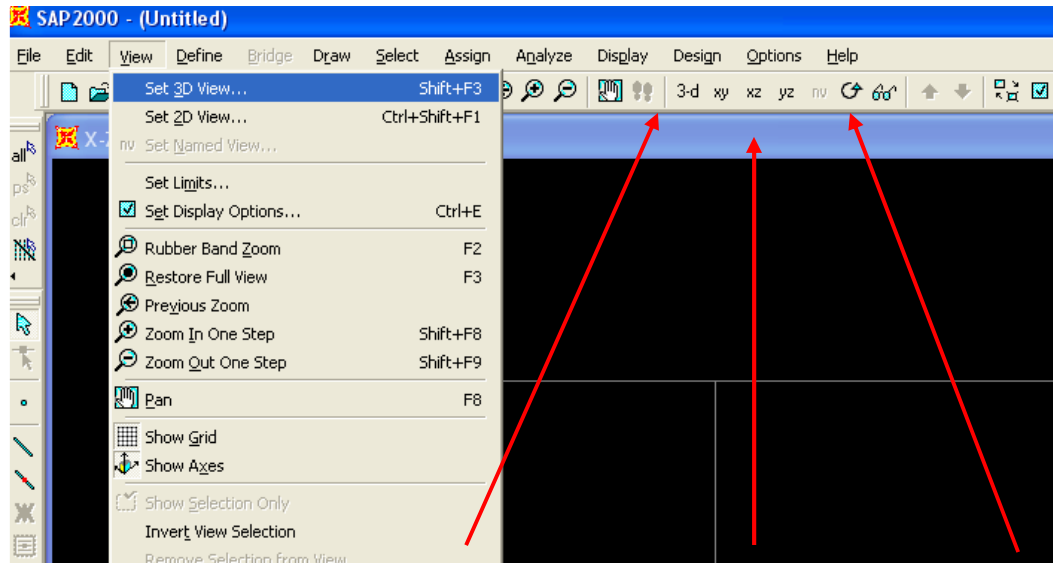 SAP2000 - (Untitled)
File Edit View Define Bridge Draw Select Assign Analyze Display Design Options Help
3-d xy xz yz nv
Set 3D View... Shift+F3
Set 2D View... Ctrl+Shift+F1
nv Set Named View...
Set Limits...
Set Display Options... Ctrl+E
Rubber Band Zoom F2
Restore Full View F3
Previous Zoom
Zoom In One Step Shift+F8
Zoom Out One Step Shift+F9
Pan F8
Show Grid
Show Axes
Show Selection Only
Invert View Selection
Remove Selection from View
all
ps
clr
X-Z